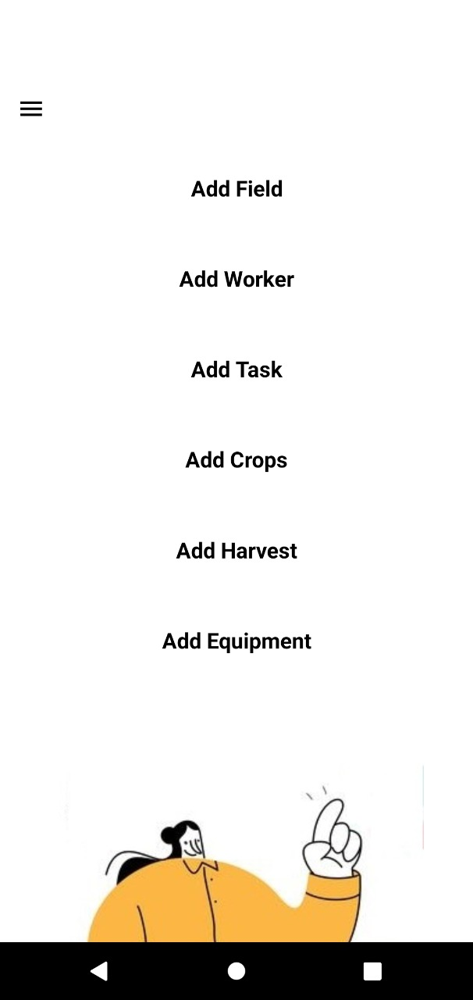 Add Field
Add Worker
Add Task
Add Crops
Add Harvest
Add Equipment